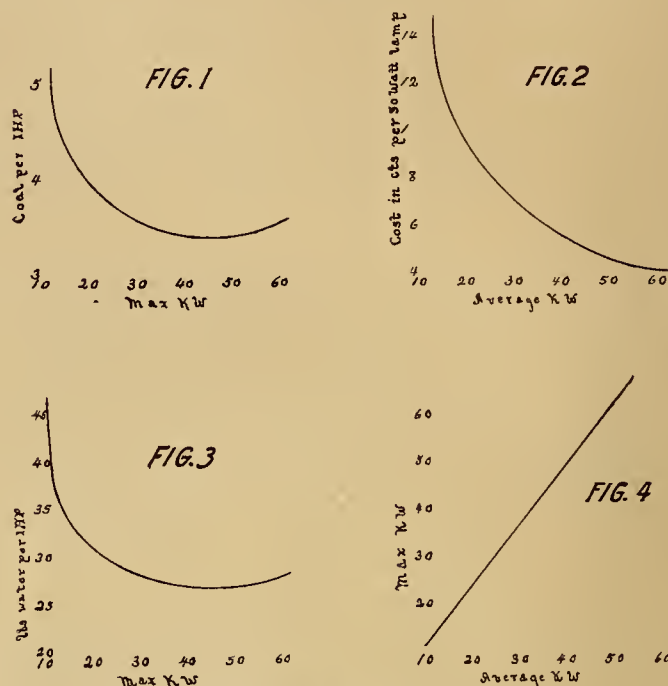 FIG. 1
Coal per IHP
5
4
3
10 20 30 40 50 60
Max KW
FIG. 2
Cost in cts per 50 watt lamp
14
12
8
6
4
10 20 30 40 50 60
Average KW
FIG. 3
lbs water per IHP
45
40
35
30
25
20
10 20 30 40 50 60
Max KW
FIG. 4
Max KW
60
50
40
30
20
10 20 30 40 50 60
Average KW